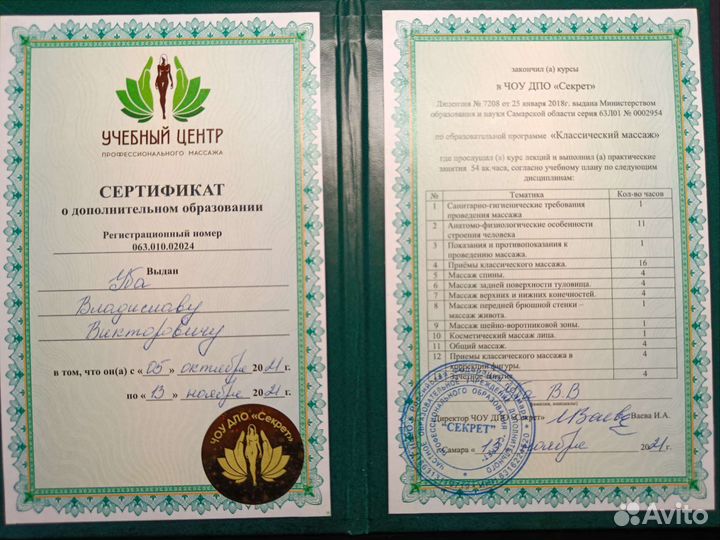 УЧЕБНЫЙ ЦЕНТР
ПРОФЕССИОНАЛЬНОГО МАССАЖА
СЕРТИФИКАТ
о дополнительном образовании
Регистрационный номер
063.010.02024
Выдан
Владиславу
Викторовичу
в том, что он(а) с « 05 » октября 2021г.
по « 13 » ноября 2021г.
ЧОУ ДПО «Секрет»
закончил (а) курсы
в ЧОУ ДПО «Секрет»
Лицензия № 7208 от 25 января 2018г. выдана Министерством
образования и науки Самарской области серия 63Л01 № 0002954
по образовательной программе «Классический массаж»
где прослушал (а) курс лекций и выполнил (а) практические
занятия 54 ак.часа, согласно учебному плану по следующим
дисциплинам:
№ Тематика Кол-во часов
1 Санитарно-гигиенические требования проведения массажа 1
2 Анатомо-физиологические особенности строения человека 11
3 Показания и противопоказания к проведению массажа. 1
4 Приёмы классического массажа. 16
5 Массаж спины. 4
6 Массаж задней поверхности туловища. 4
7 Массаж верхних и нижних конечностей. 4
8 Массаж передней брюшной стенки – массаж живота. 1
9 Массаж шейно-воротниковой зоны. 1
10 Косметический массаж лица. 1
11 Общий массаж. 4
12 Приемы классического массажа в коррекции фигуры. 4
Зачетное занятие 4
В.В
Директор ЧОУ ДПО «Секрет» Ваева И.А.
"СЕКРЕТ"
г.Самара « 13 » ноября 2021г.
Avito